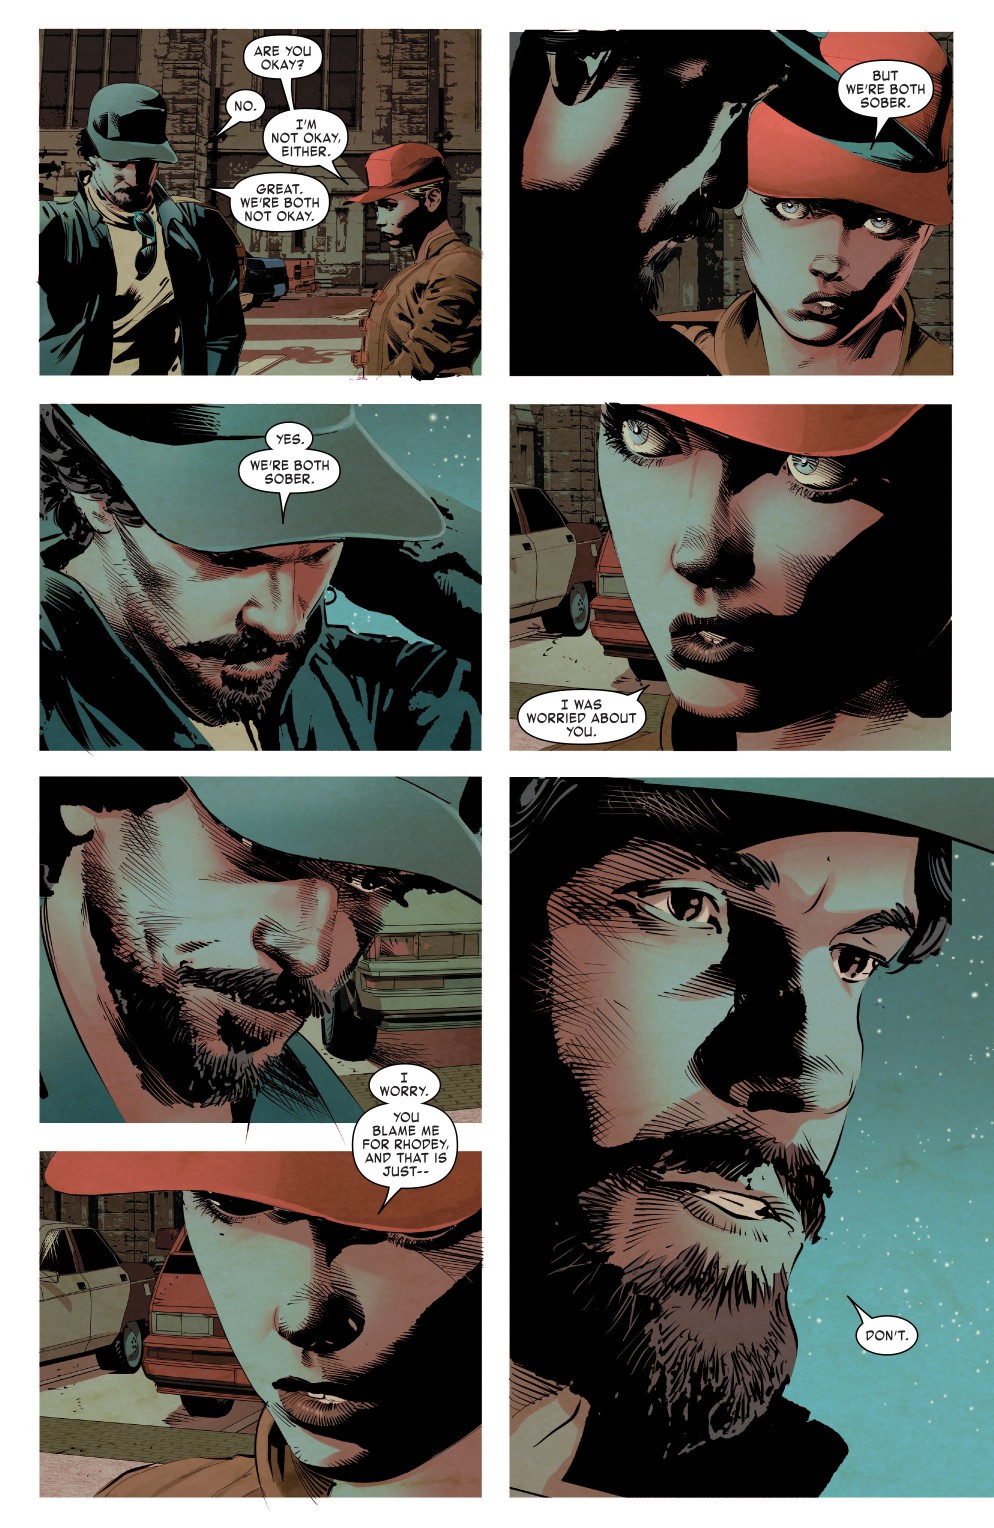 ARE YOU
OKAY?
NO.
I'M
NOT OKAY,
EITHER.
GREAT.
WE'RE BOTH
NOT OKAY.
BUT
WE'RE BOTH
SOBER.
YES.
WE'RE BOTH
SOBER.
I WAS
WORRIED ABOUT
YOU.
I
WORRY.
YOU
BLAME ME
FOR RHODEY,
AND THAT IS
JUST--
DON'T.